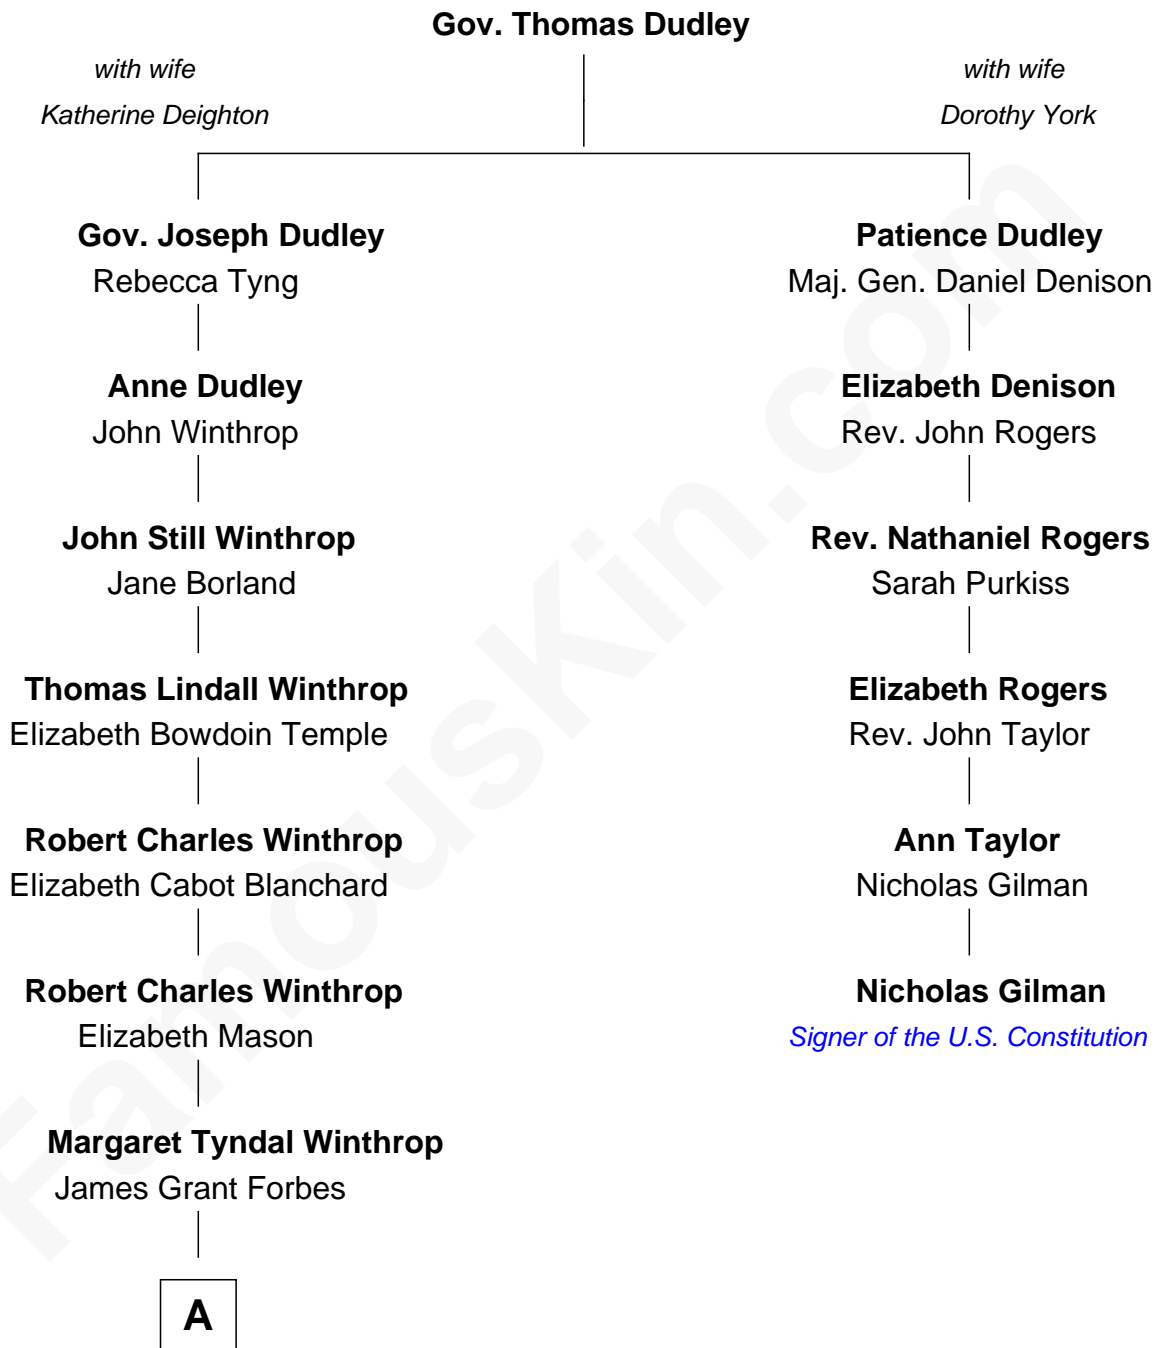 Gov. Thomas Dudley
with wife
Katherine Deighton
with wife
Dorothy York
Gov. Joseph Dudley
Rebecca Tyng
Anne Dudley
John Winthrop
John Still Winthrop
Jane Borland
Thomas Lindall Winthrop
Elizabeth Bowdoin Temple
Robert Charles Winthrop
Elizabeth Cabot Blanchard
Robert Charles Winthrop
Elizabeth Mason
Margaret Tyndal Winthrop
James Grant Forbes
A
Patience Dudley
Maj. Gen. Daniel Denison
Elizabeth Denison
Rev. John Rogers
Rev. Nathaniel Rogers
Sarah Purkiss
Elizabeth Rogers
Rev. John Taylor
Ann Taylor
Nicholas Gilman
Nicholas Gilman
Signer of the U.S. Constitution
FamousKin.com